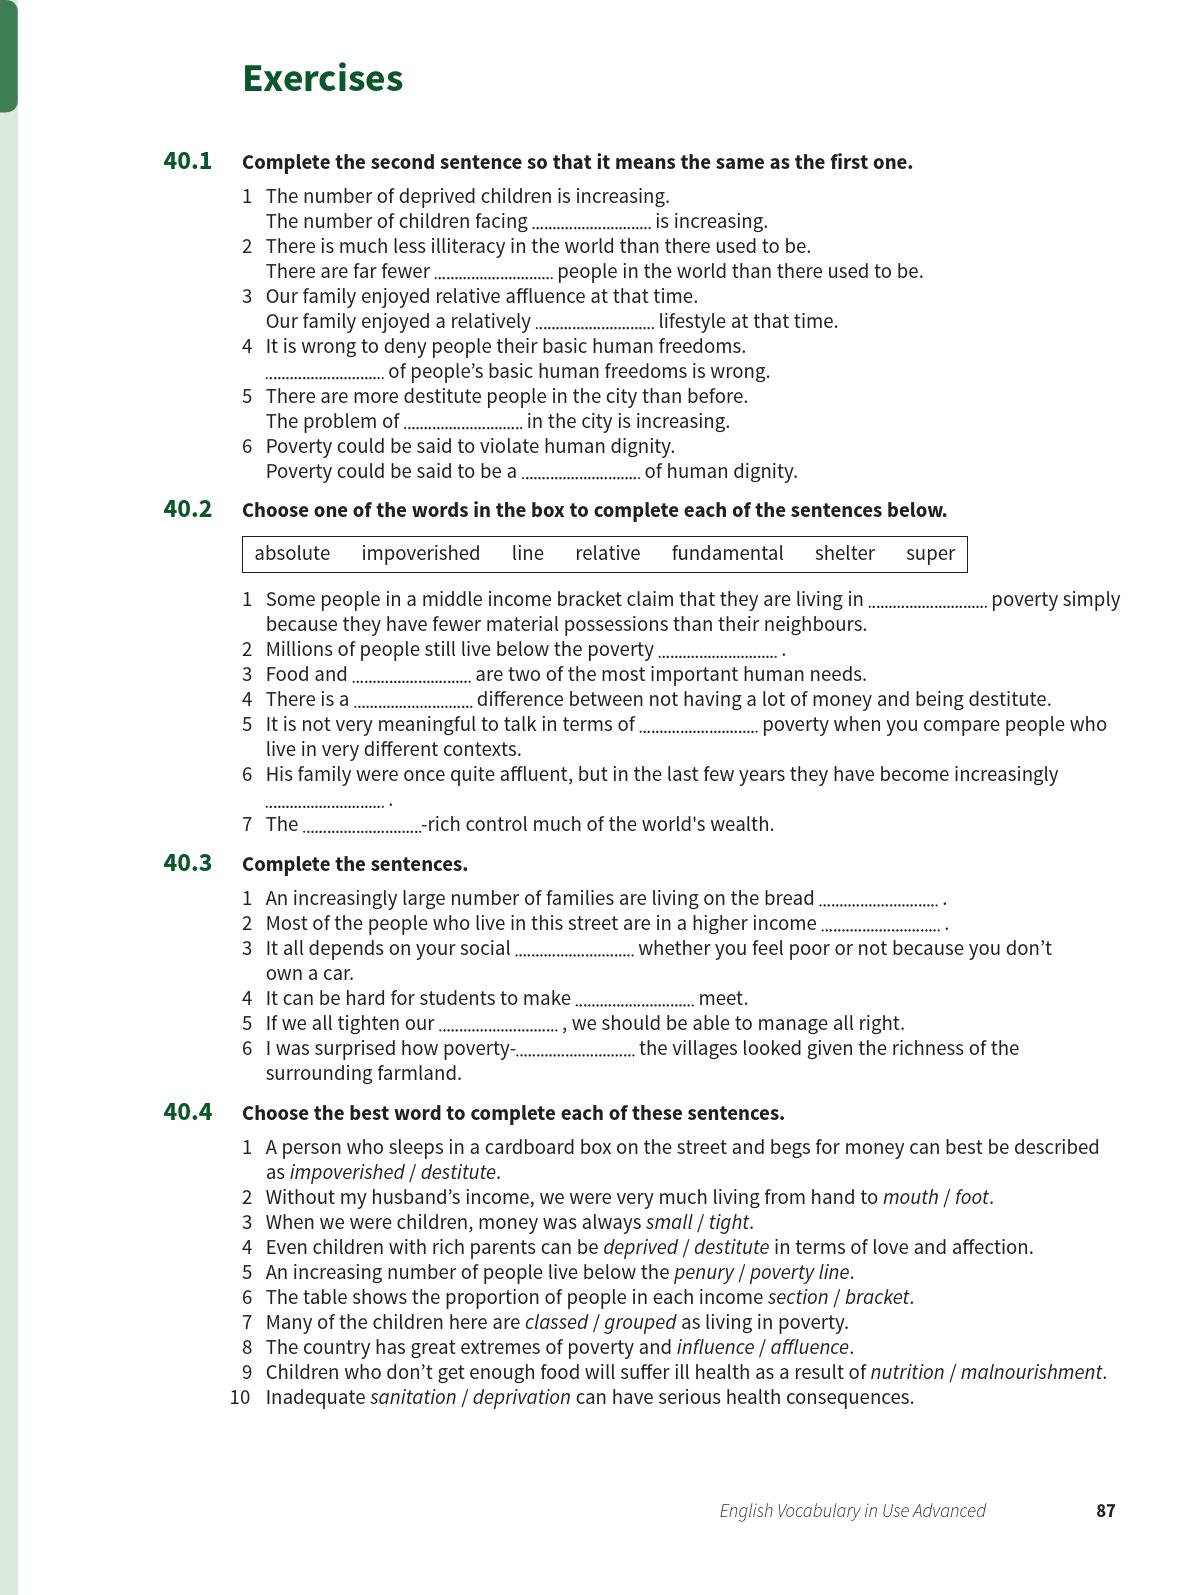 Exercises
40.1 Complete the second sentence so that it means the same as the first one.
1 The number of deprived children is increasing.
The number of children facing ............................ is increasing.
2 There is much less illiteracy in the world than there used to be.
There are far fewer ............................ people in the world than there used to be.
3 Our family enjoyed relative affluence at that time.
Our family enjoyed a relatively ............................ lifestyle at that time.
4 It is wrong to deny people their basic human freedoms.
............................ of people’s basic human freedoms is wrong.
5 There are more destitute people in the city than before.
The problem of ............................ in the city is increasing.
6 Poverty could be said to violate human dignity.
Poverty could be said to be a ............................ of human dignity.
40.2 Choose one of the words in the box to complete each of the sentences below.
absolute impoverished line relative fundamental shelter super
1 Some people in a middle income bracket claim that they are living in ............................ poverty simply
because they have fewer material possessions than their neighbours.
2 Millions of people still live below the poverty ............................ .
3 Food and ............................ are two of the most important human needs.
4 There is a ............................ difference between not having a lot of money and being destitute.
5 It is not very meaningful to talk in terms of ............................ poverty when you compare people who
live in very different contexts.
6 His family were once quite affluent, but in the last few years they have become increasingly
............................ .
7 The ............................-rich control much of the world's wealth.
40.3 Complete the sentences.
1 An increasingly large number of families are living on the bread ............................ .
2 Most of the people who live in this street are in a higher income ............................ .
3 It all depends on your social ............................ whether you feel poor or not because you don’t
own a car.
4 It can be hard for students to make ............................ meet.
5 If we all tighten our ............................ , we should be able to manage all right.
6 I was surprised how poverty-............................ the villages looked given the richness of the
surrounding farmland.
40.4 Choose the best word to complete each of these sentences.
1 A person who sleeps in a cardboard box on the street and begs for money can best be described
as impoverished / destitute.
2 Without my husband’s income, we were very much living from hand to mouth / foot.
3 When we were children, money was always small / tight.
4 Even children with rich parents can be deprived / destitute in terms of love and affection.
5 An increasing number of people live below the penury / poverty line.
6 The table shows the proportion of people in each income section / bracket.
7 Many of the children here are classed / grouped as living in poverty.
8 The country has great extremes of poverty and influence / affluence.
9 Children who don’t get enough food will suffer ill health as a result of nutrition / malnourishment.
10 Inadequate sanitation / deprivation can have serious health consequences.
English Vocabulary in Use Advanced 87